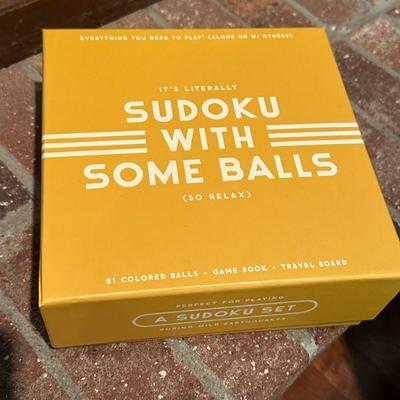 EVERYTHING YOU NEED TO PLAY* (ALONE OR W/ OTHERS)
IT'S LITERALLY
SUDOKU
WITH
SOME BALLS
(SO RELAX)
81 COLORED BALLS • GAME BOOK • TRAVEL BOARD
PERFECT FOR PLAYING
A SUDOKU SET
DURING MILD EARTHQUAKES